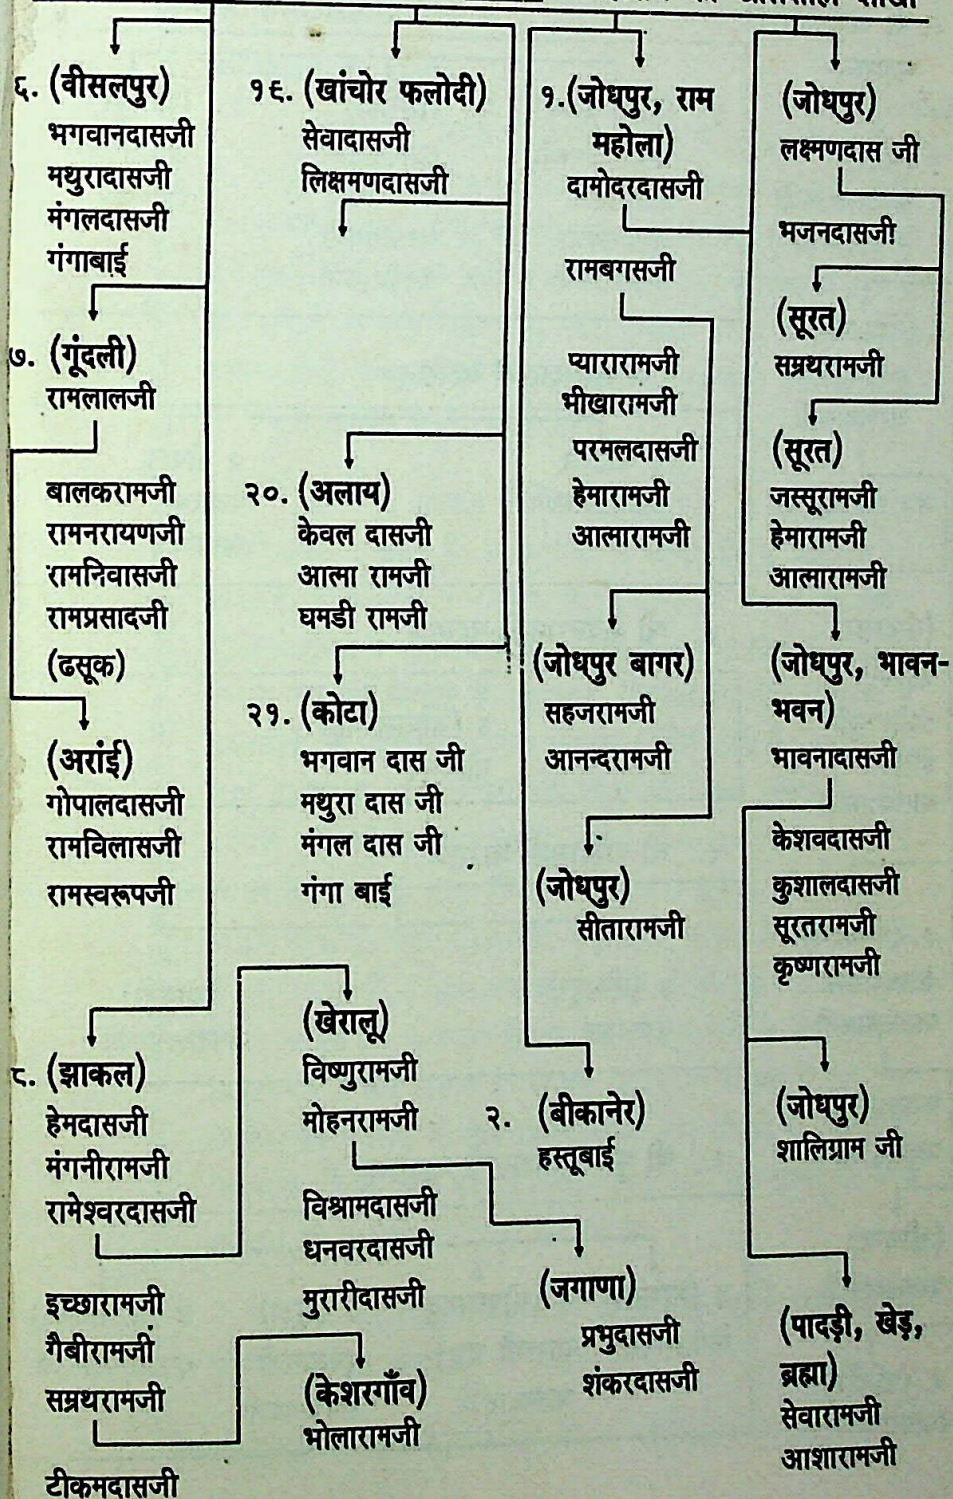 ६. (वीसलपुर)
भगवानदासजी
मथुरादासजी
मंगलदासजी
गंगाबाई
७. (गूंदली)
रामलालजी
बालकरामजी
रामनरायणजी
रामनिवासजी
रामप्रसादजी
(ढसूक)
(अरांई)
गोपालदासजी
रामविलासजी
रामस्वरूपजी
८. (झाकल)
हेमदासजी
मंगनीरामजी
रामेश्वरदासजी
इच्छारामजी
गैबीरामजी
सम्रथरामजी
टीकमदासजी
१९. (खांचोर फलोदी)
सेवादासजी
लिक्षमणदासजी
२०. (अलाय)
केवल दासजी
आत्मा रामजी
घमडी रामजी
२१. (कोटा)
भगवान दास जी
मथुरा दास जी
मंगल दास जी
गंगा बाई
(खेरालू)
विष्णुरामजी
मोहनरामजी
विश्रामदासजी
धनवरदासजी
मुरारीदासजी
(केशरगाँव)
भोलारामजी
१.(जोधपुर, राम
महोला)
दामोदरदासजी
रामबगसजी
प्यारारामजी
भीखारामजी
परमलदासजी
हेमारामजी
आत्मारामजी
(जोधपुर बागर)
सहजरामजी
आनन्दरामजी
(जोधपुर)
सीतारामजी
२. (बीकानेर)
हस्तूबाई
(जगाणा)
प्रभुदासजी
शंकरदासजी
(जोधपुर)
लक्ष्मणदास जी
भजनदासजी
(सूरत)
सम्रथरामजी
(सूरत)
जस्सूरामजी
हेमारामजी
आत्मारामजी
(जोधपुर, भावन-
भवन)
भावनादासजी
केशवदासजी
कुशालदासजी
सूरतरामजी
कृष्णरामजी
(जोधपुर)
शालिग्राम जी
(पादड़ी, खेड़,
ब्रह्मा)
सेवारामजी
आशारामजी